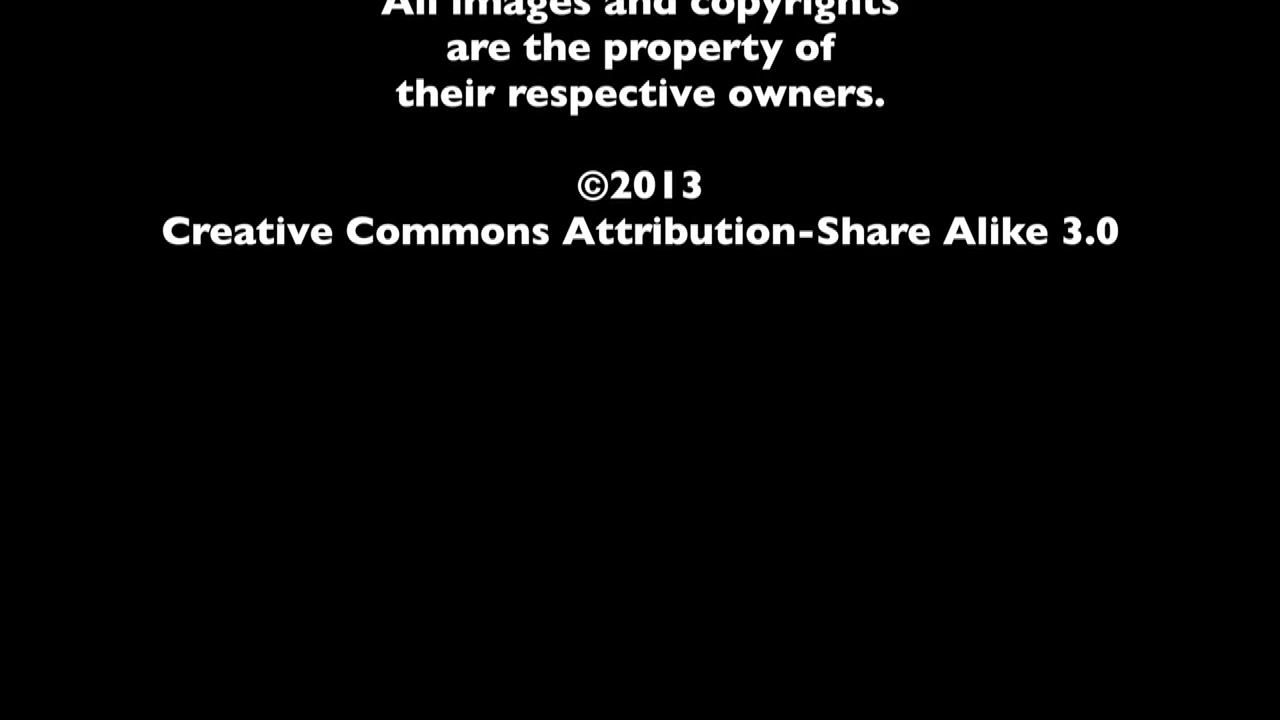 All images and copyrights
are the property of
their respective owners.
©2013
Creative Commons Attribution-Share Alike 3.0